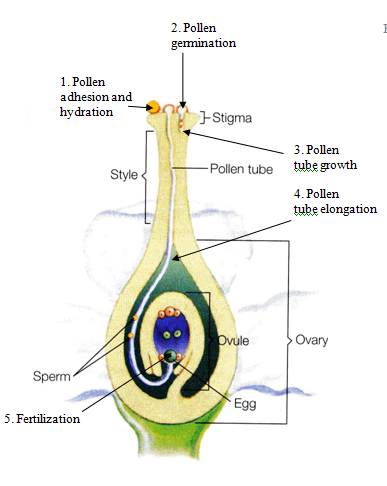 2. Pollen
germination
1. Pollen
adhesion and
hydration
Stigma
3. Pollen
tube growth
Style
Pollen tube
4. Pollen
tube elongation
Ovule
Ovary
Sperm
Egg
5. Fertilization